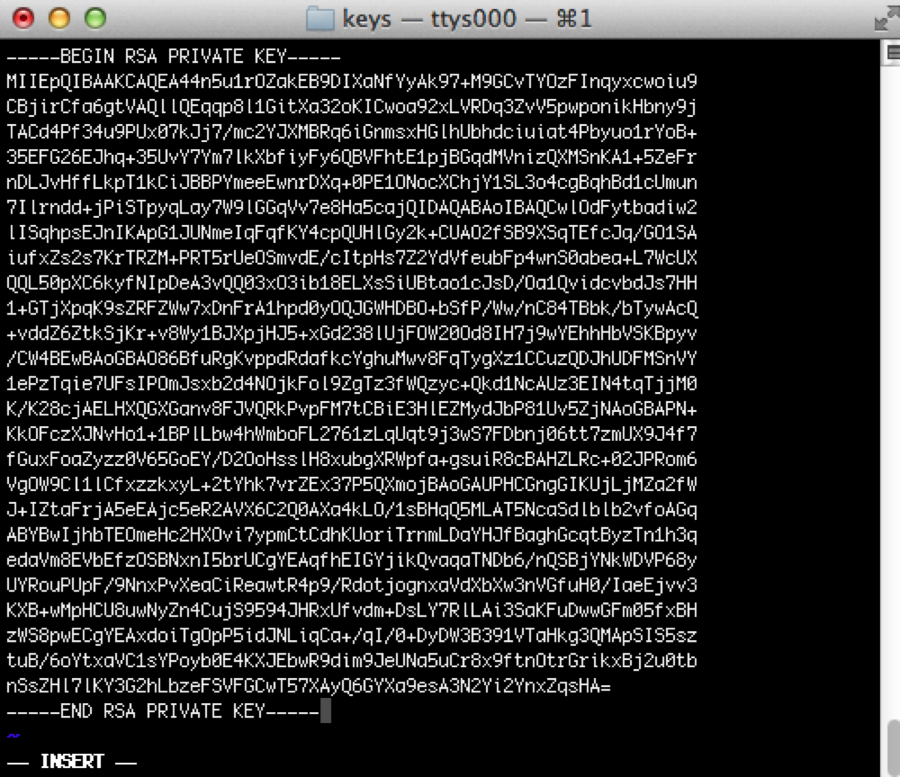 keys — ttys000 — ⌘1
-----BEGIN RSA PRIVATE KEY-----
MIIEpQIBAAKCAQEA44n5u1rOZakEB9DIXaNfYyAk97+M9GCvTYOzFInqyxcwoiu9
CBjirCfa6gtVAQllQEqqp8l1GitXa32oKICwoa92xLVRDq3ZvV5pwponikHbny9j
TACd4Pf34u9PUx07kJj7/mc2YJXMBRq6iGnmsxHGlhUbhdciuiat4Pbyuo1rYoB+
35EFG26EJhq+35UvY7Ym7lkXbfiyFy6QBVFhtE1pjBGqdMVnizQXMSnKA1+5ZeFr
nDLJvHffLkpT1kCiJBBPYmeeEwnrDXq+0PE1ONocXChjY1SL3o4cgBqhBd1cUmun
7Ilrndd+jPiSTpyqLay7W9lGGqVv7e8Ha5cajQIDAQABAoIBAQCwlOdFytbadiw2
lISqhpsEJnIKApG1JUNmeIqFqfKY4cpQUHlGy2k+CUAO2fSB9XSqTEfcJq/GO1SA
iufxZs2s7KrTRZM+PRT5rUeOSmvdE/cItpHs7Z2YdVfeubFp4wnS0abea+L7WcUX
QQL50pXC6kyfNIpDeA3vQQ03xO3ib18ELXsSiUBtao1cJsD/Oa1QvidcvbdJs7HH
1+GTjXpqK9sZRFZWw7xDnFrA1hpd0yOQJGWHDBO+bSfP/Ww/nC84TBbk/bTywAcQ
+vddZ6ZtkSjKr+v8Wy1BJXpjHJ5+xGd238lUjFOW20Od8IH7j9wYEhhHbVSKBpyv
/CW4BEwBAoGBAO86BfuRgKvppdRdafkcYghuMwv8FqTygXz1CCuzQDJhUDFMSnVY
1ePzTqie7UFsIPOmJsxb2d4NOjkFol9ZgTz3fWQzyc+Qkd1NcAUz3EIN4tqTjjM0
K/K28cjAELHXQGXGanv8FJVQRkPvpFM7tCBiE3HlEZMydJbP81Uv5ZjNAoGBAPN+
KkOFczXJNvHo1+1BPlLbw4hWmboFL2761zLqUqt9j3wS7FDbnj06tt7zmUX9J4f7
fGuxFoaZyzz0V65GoEY/D2OoHsslH8xubgXRWpfa+gsuiR8cBAHZLRc+02JPRom6
VgOW9Cl1lCfxzzkxyL+2tYhk7vrZEx37P5QXmojBAoGAUPHCGngGIKUjLjMZa2fW
J+IZtaFrjA5eEAjc5eR2AVX6C2Q0AXa4kLO/1sBHqQ5MLAT5NcaSdlblb2vfoAGq
ABYBwIjhbTEOmeHc2HXOvi7ypmCtCdhKUoriTrnmLDaYHJfBaghGcqtByzTn1h3q
edaVm8EVbEfzOSBNxnI5brUCgYEAqfhEIGYjikQvaqaTNDb6/nQSBjYNkWDVP68y
UYRouPUpF/9NnxPvXeaCiReawtR4p9/RdotjognxaVdXbXw3nVGfuH0/IaeEjvv3
KXB+wMpHCU8uwNyZn4CujS9594JHRxUfvdm+DsLY7RlLAi3SaKFuDwwGFm05fxBH
zWS8pwECgYEAxdoiTgOpP5idJNLiqCa+/qI/0+DyDW3B391VTaHkg3QMApSIS5sz
tuB/6oYtxaVC1sYPoyb0E4KXJEbwR9dim9JeUNa5uCr8x9ftnOtrGrikxBj2u0tb
nSsZHl7lKY3G2hLbzeFSVFGCwT57XAyQ6GYXa9esA3N2Yi2YnxZqsHA=
-----END RSA PRIVATE KEY-----
~
-- INSERT --